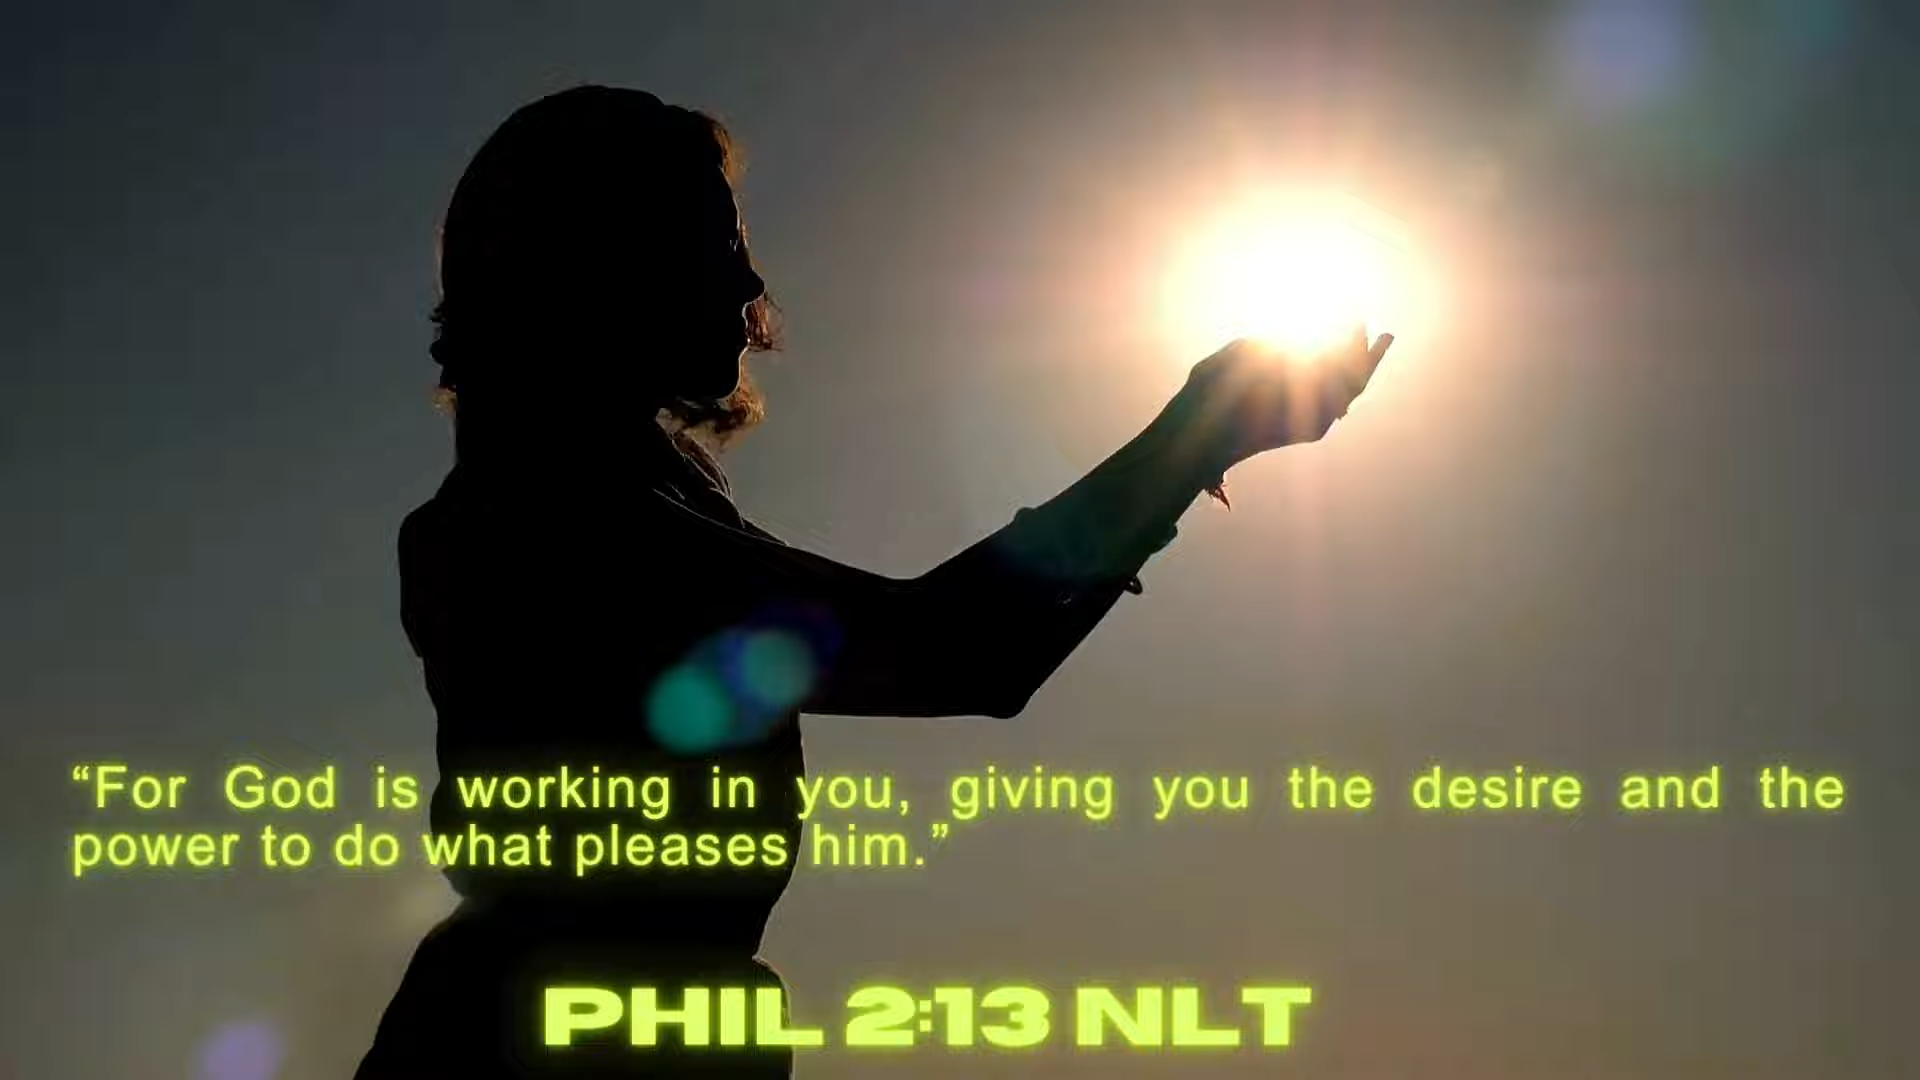 “For God is working in you, giving you the desire and the
power to do what pleases him.”
PHIL 2:13 NLT